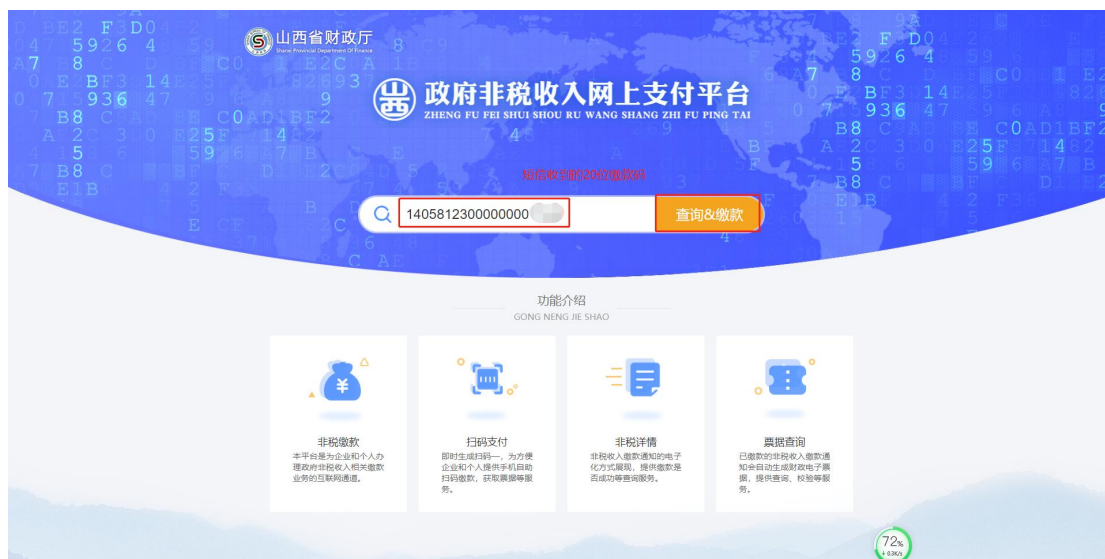 山西省财政厅
Shanxi Provincial Department Of Finance
政府非税收入网上支付平台
ZHENG FU FEI SHUI SHOU RU WANG SHANG ZHI FU PING TAI
短信收到的20位缴款码
1405812300000000
查询&缴款
功能介绍
GONG NENG JIE SHAO
非税缴款
本平台是为企业和个人办
理政府非税收入相关缴款
业务的互联网通道。
扫码支付
即时生成扫码一，为方便
企业和个人提供手机自助
扫码缴款，获取票据等服
务。
非税详情
非税收入缴款通知的电子
化方式展现，提供缴款是
否成功等查询服务。
票据查询
已缴款的非税收入缴款通
知会自动生成财政电子票
据，提供查询、校验等服
务。
72%
+ 0.3K/s